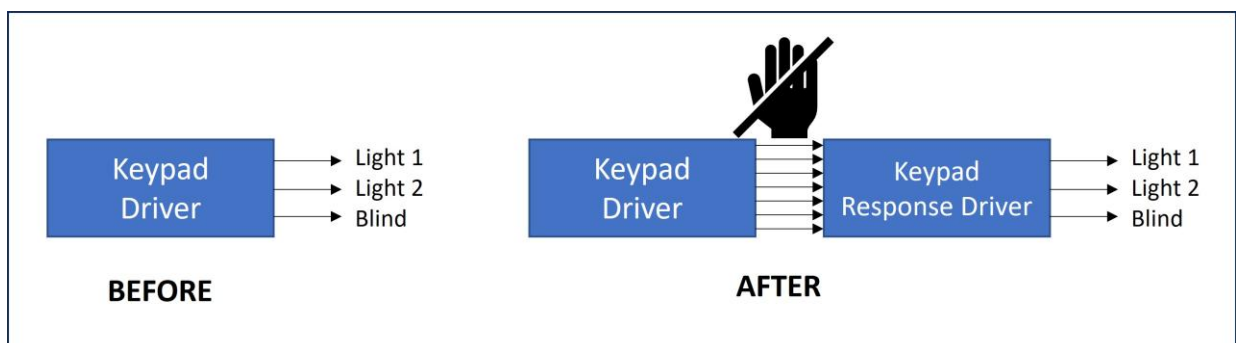 Keypad
Driver
Light 1
Light 2
Blind
BEFORE
Keypad
Driver
Keypad
Response Driver
Light 1
Light 2
Blind
AFTER